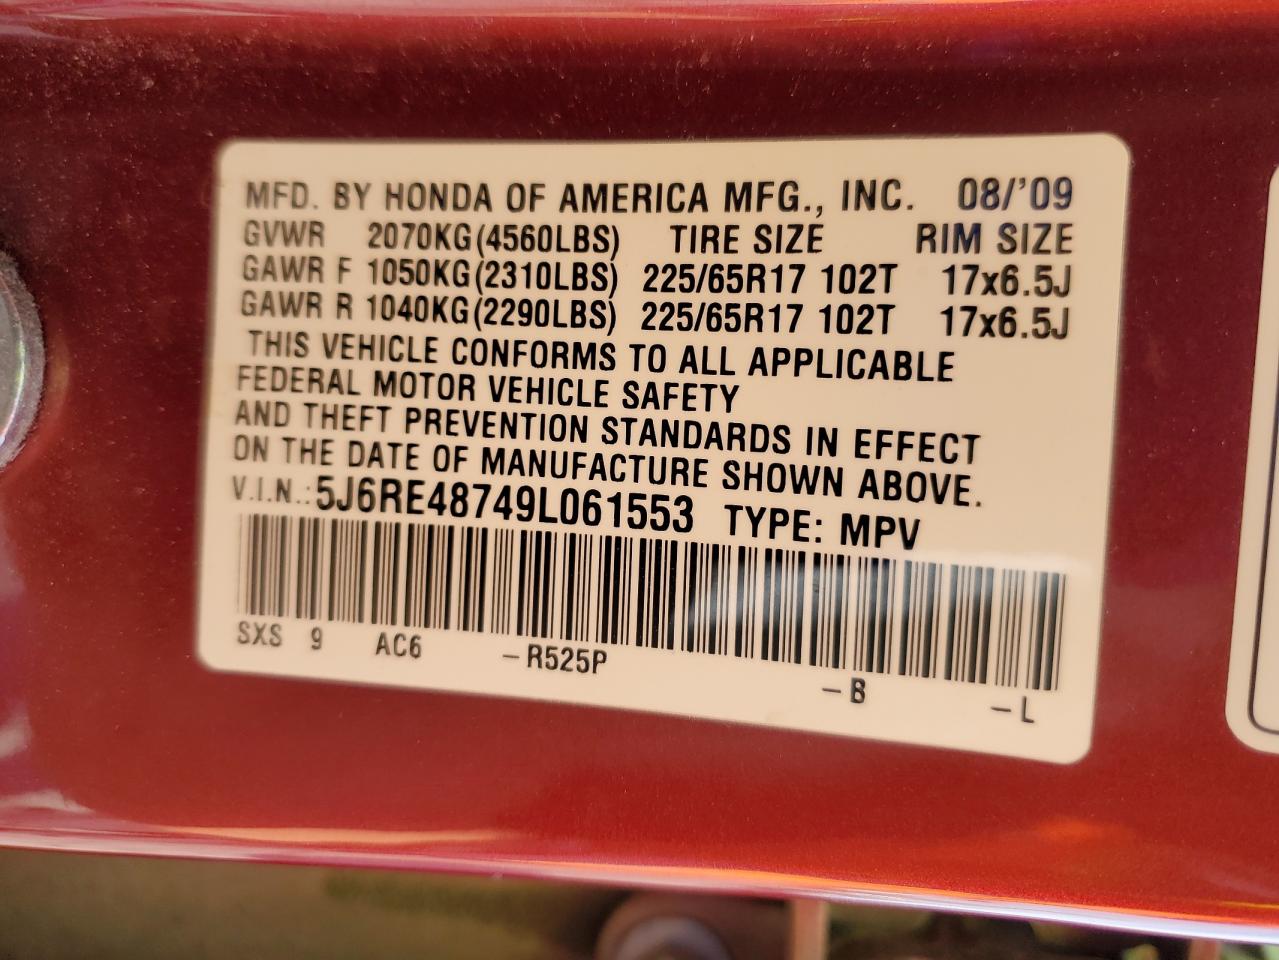 MFD. BY HONDA OF AMERICA MFG., INC. 08/'09
GVWR 2070KG(4560LBS) TIRE SIZE RIM SIZE
GAWR F 1050KG(2310LBS) 225/65R17 102T 17x6.5J
GAWR R 1040KG(2290LBS) 225/65R17 102T 17x6.5J
THIS VEHICLE CONFORMS TO ALL APPLICABLE
FEDERAL MOTOR VEHICLE SAFETY
AND THEFT PREVENTION STANDARDS IN EFFECT
ON THE DATE OF MANUFACTURE SHOWN ABOVE.
V.I.N.:5J6RE48749L061553 TYPE: MPV
SXS 9 AC6 -R525P -B -L